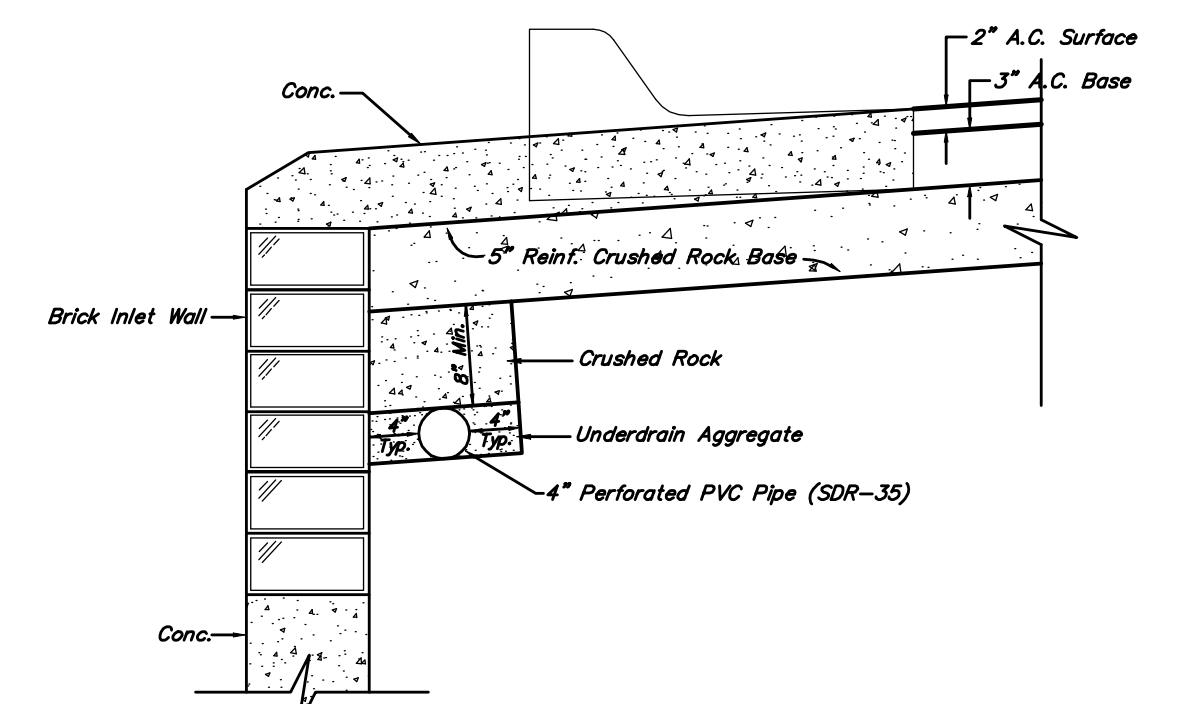 2" A.C. Surface
3" A.C. Base
Conc.
5" Reinf. Crushed Rock Base
Brick Inlet Wall
8" Min.
Crushed Rock
4"
Typ.
4"
Typ.
Underdrain Aggregate
4" Perforated PVC Pipe (SDR-35)
Conc.